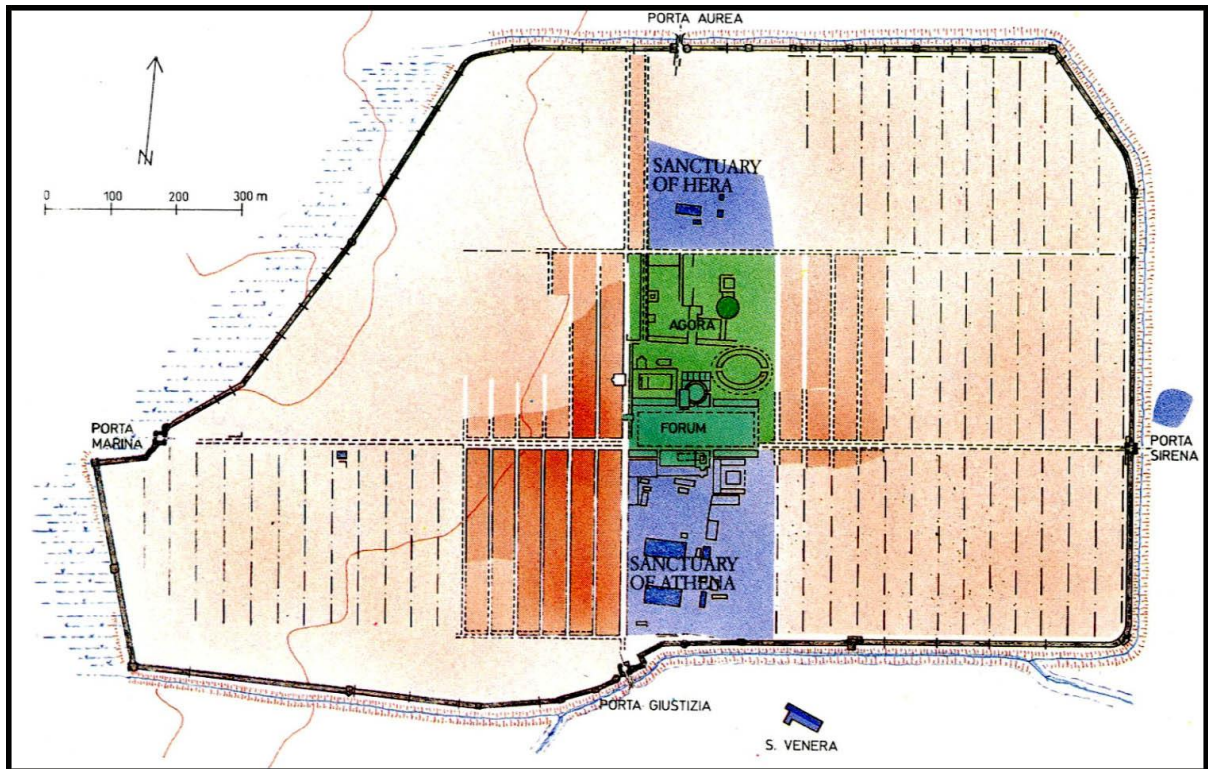 PORTA AUREA
N
0 100 200 300 m
SANCTUARY
OF HERA
AGORA
PORTA
MARINA
FORUM
PORTA
SIRENA
SANCTUARY
OF ATHENA
PORTA GIUSTIZIA
S. VENERA